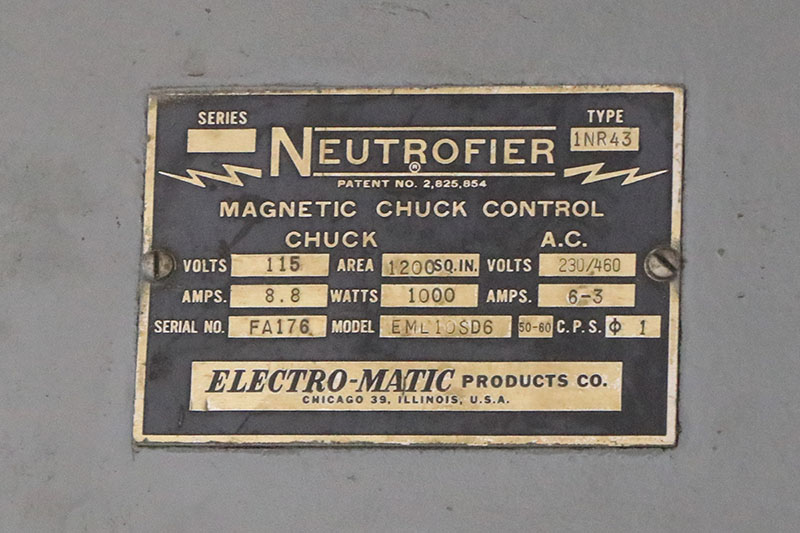 SERIES
TYPE
1NR43
NEUTROFIER
®
PATENT NO. 2,825,854
MAGNETIC CHUCK CONTROL
CHUCK A.C.
VOLTS 115 AREA 1200 SQ.IN. VOLTS 230/460
AMPS. 8.8 WATTS 1000 AMPS. 6-3
SERIAL NO. FA176 MODEL EML10SD6 50-60 C.P.S. Φ 1
ELECTRO-MATIC PRODUCTS CO.
CHICAGO 39, ILLINOIS, U.S.A.